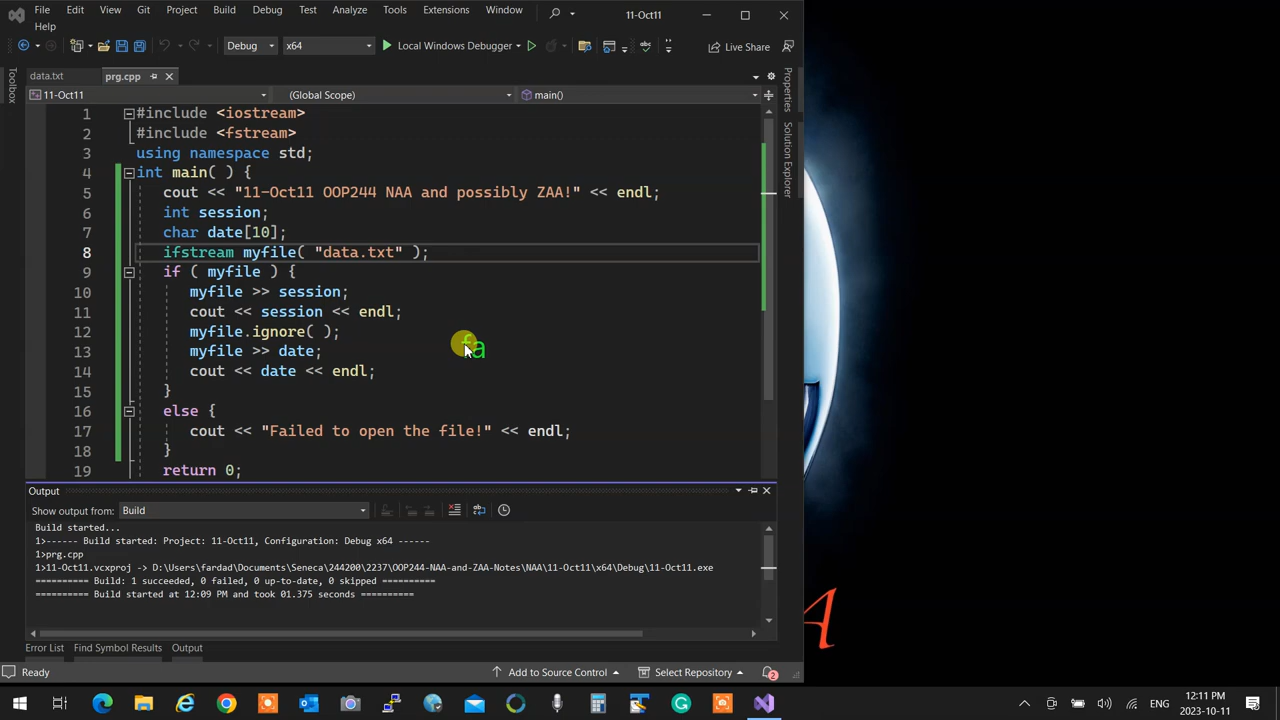 File Edit View Git Project Build Debug Test Analyze Tools Extensions Window 11-Oct11
Help
Debug x64 Local Windows Debugger Live Share
data.txt prg.cpp
11-Oct11 (Global Scope) main()
Toolbox
Properties
Solution Explorer
1 #include <iostream>
2 #include <fstream>
3 using namespace std;
4 int main( ) {
5 cout << "11-Oct11 OOP244 NAA and possibly ZAA!" << endl;
6 int session;
7 char date[10];
8 ifstream myfile( "data.txt" );
9 if ( myfile ) {
10 myfile >> session;
11 cout << session << endl;
12 myfile.ignore( );
13 myfile >> date;
fa
14 cout << date << endl;
15 }
16 else {
17 cout << "Failed to open the file!" << endl;
18 }
19 return 0;
Output
Show output from: Build
Build started...
1>------ Build started: Project: 11-Oct11, Configuration: Debug x64 ------
1>prg.cpp
1>11-Oct11.vcxproj -> D:\Users\fardad\Documents\Seneca\244200\2237\OOP244-NAA-and-ZAA-Notes\NAA\11-Oct11\x64\Debug\11-Oct11.exe
========== Build: 1 succeeded, 0 failed, 0 up-to-date, 0 skipped ==========
========== Build started at 12:09 PM and took 01.375 seconds ==========
A
Error List Find Symbol Results Output
Ready Add to Source Control Select Repository 2
ENG 12:11 PM
2023-10-11